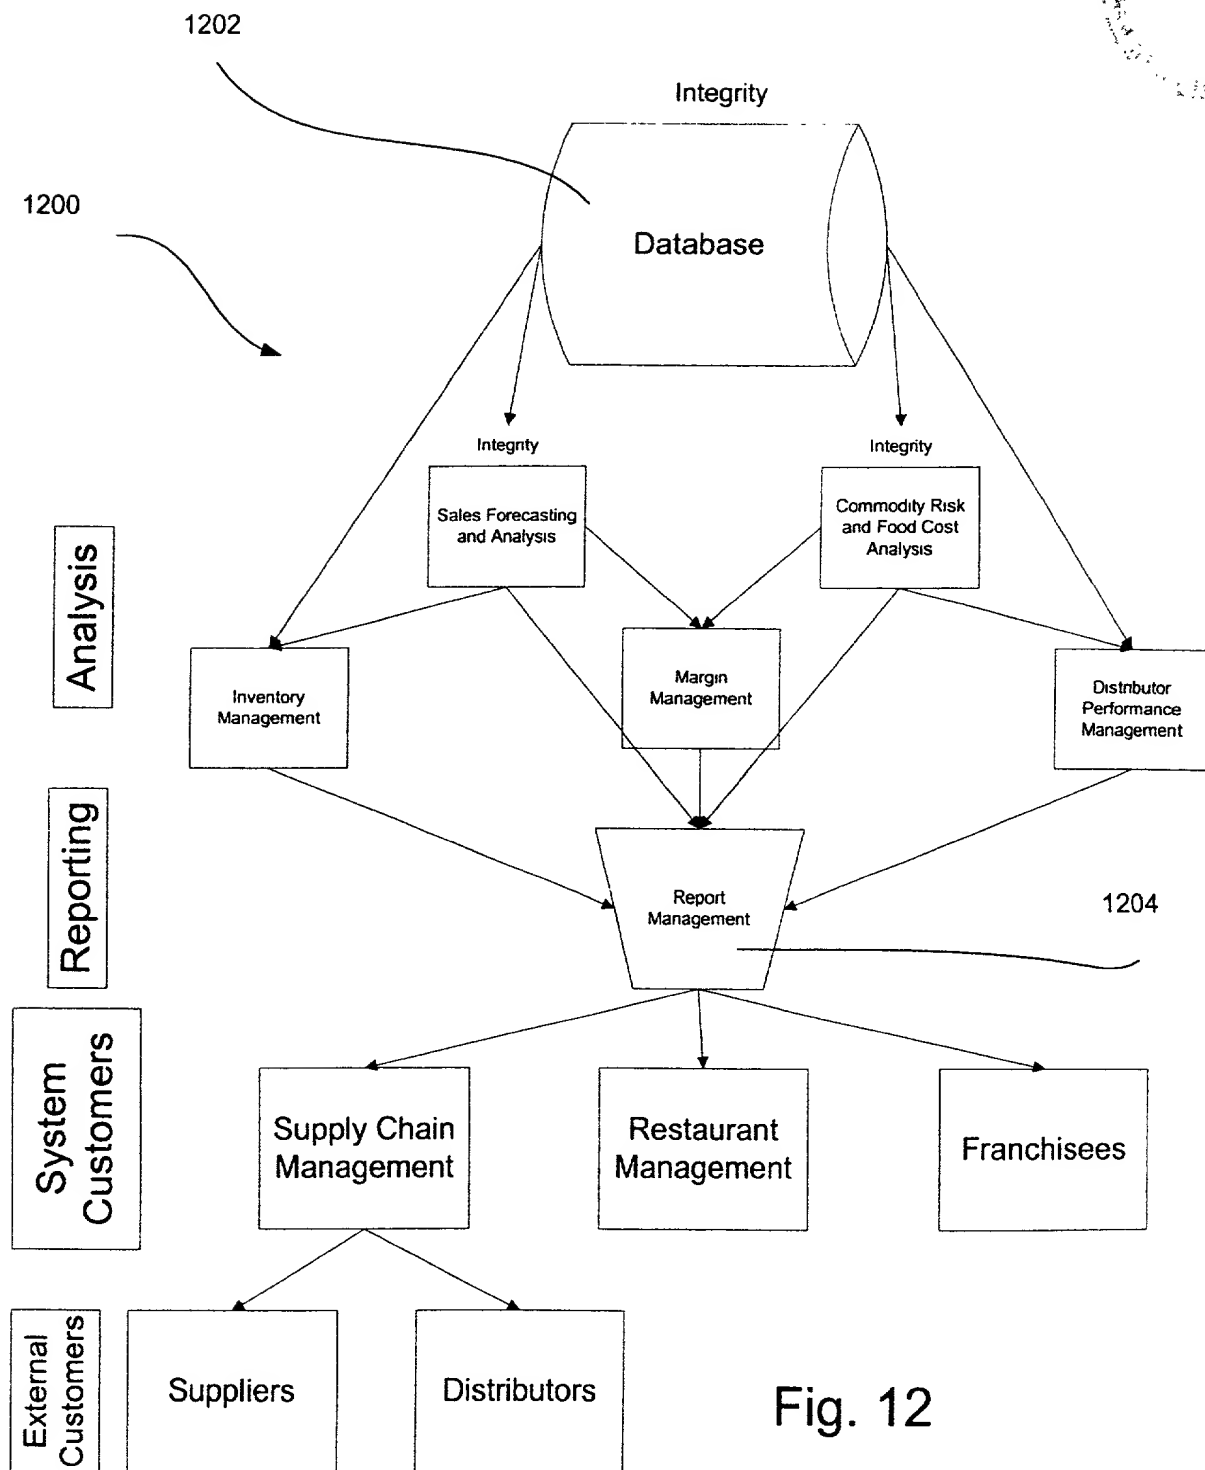 1202
Integrity
1200
Database
Integrity
Integrity
Sales Forecasting
and Analysis
Commodity Risk
and Food Cost
Analysis
Analysis
Inventory
Management
Margin
Management
Distributor
Performance
Management
Reporting
Report
Management
1204
System
Customers
Supply Chain
Management
Restaurant
Management
Franchisees
External
Customers
Suppliers
Distributors
Fig. 12